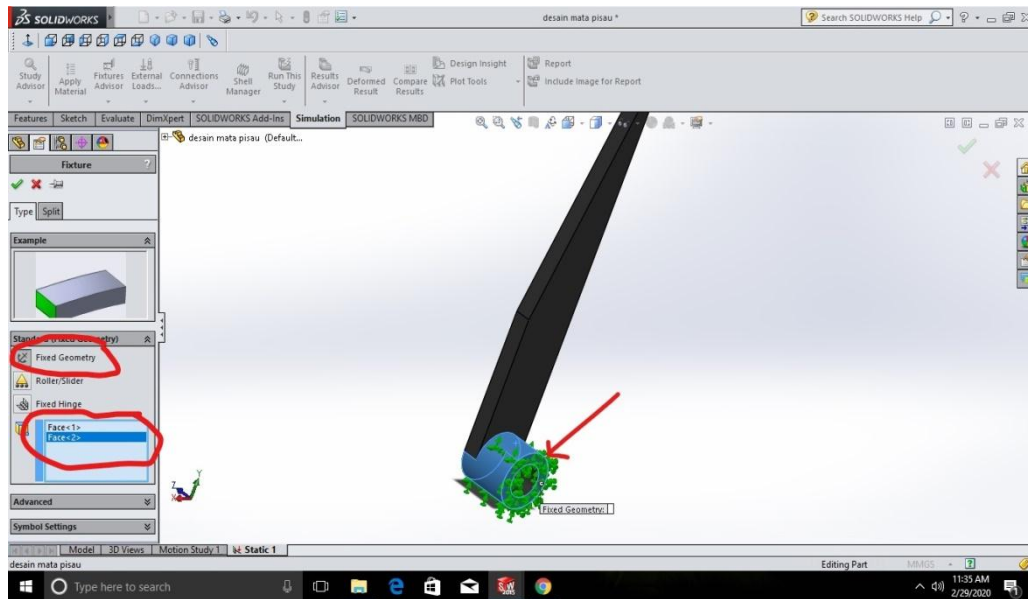 SOLIDWORKS
desain mata pisau *
Search SOLIDWORKS Help
Study Advisor
Apply Material
Fixtures Advisor
External Loads...
Connections Advisor
Shell Manager
Run This Study
Results Advisor
Deformed Result
Compare Results
Design Insight
Plot Tools
Report
Include Image for Report
Features Sketch Evaluate DimXpert SOLIDWORKS Add-Ins Simulation SOLIDWORKS MBD
desain mata pisau (Default...
Fixture ?
Type Split
Example
Standard (Fixed Geometry)
Fixed Geometry
Roller/Slider
Fixed Hinge
Face<1>
Face<2>
Advanced
Symbol Settings
Y
Z
X
Fixed Geometry:
Model 3D Views Motion Study 1 Static 1
desain mata pisau
Editing Part MMGS
Type here to search
11:35 AM
2/29/2020